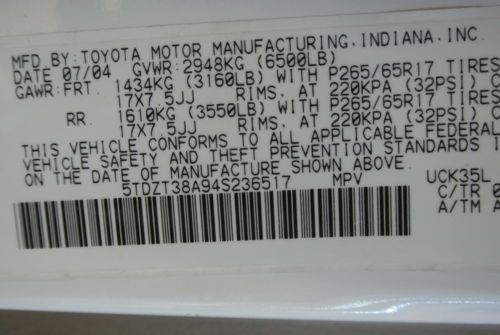 MFD.BY:TOYOTA MOTOR MANUFACTURING,INDIANA,INC.
DATE 07/04 GVWR:2948KG (6500LB)
GAWR:FRT. 1434KG (3160LB) WITH P265/65R17 TIRES
17X7.5JJ RIMS, AT 220KPA (32PSI)
RR. 1610KG (3550LB) WITH P265/65R17 TIRES
17X7.5JJ RIMS, AT 220KPA (32PSI)
THIS VEHICLE CONFORMS TO ALL APPLICABLE FEDERAL
VEHICLE SAFETY AND THEFT PREVENTION STANDARDS I
ON THE DATE OF MANUFACTURE SHOWN ABOVE.
5TDZT38A94S236517 MPV UCK35L
C/TR
A/TM A